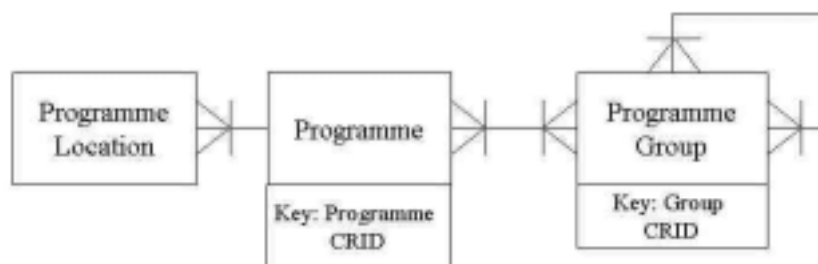 Programme
Location
Programme
Key: Programme
CRID
Programme
Group
Key: Group
CRID